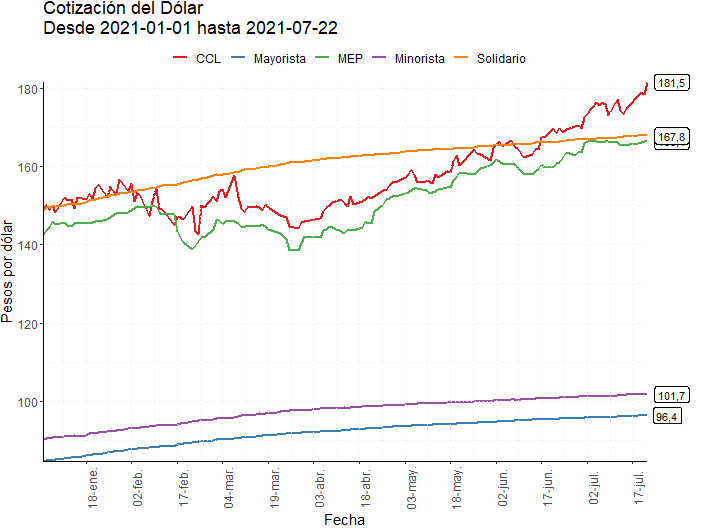 Cotización del Dólar
Desde 2021-01-01 hasta 2021-07-22
CCL Mayorista MEP Minorista Solidario
Pesos por dólar
180
160
140
120
100
181,5
167,8
101,7
96,4
18-ene. 02-feb. 17-feb. 04-mar. 19-mar. 03-abr. 18-abr. 03-may. 18-may. 02-jun. 17-jun. 02-jul. 17-jul.
Fecha